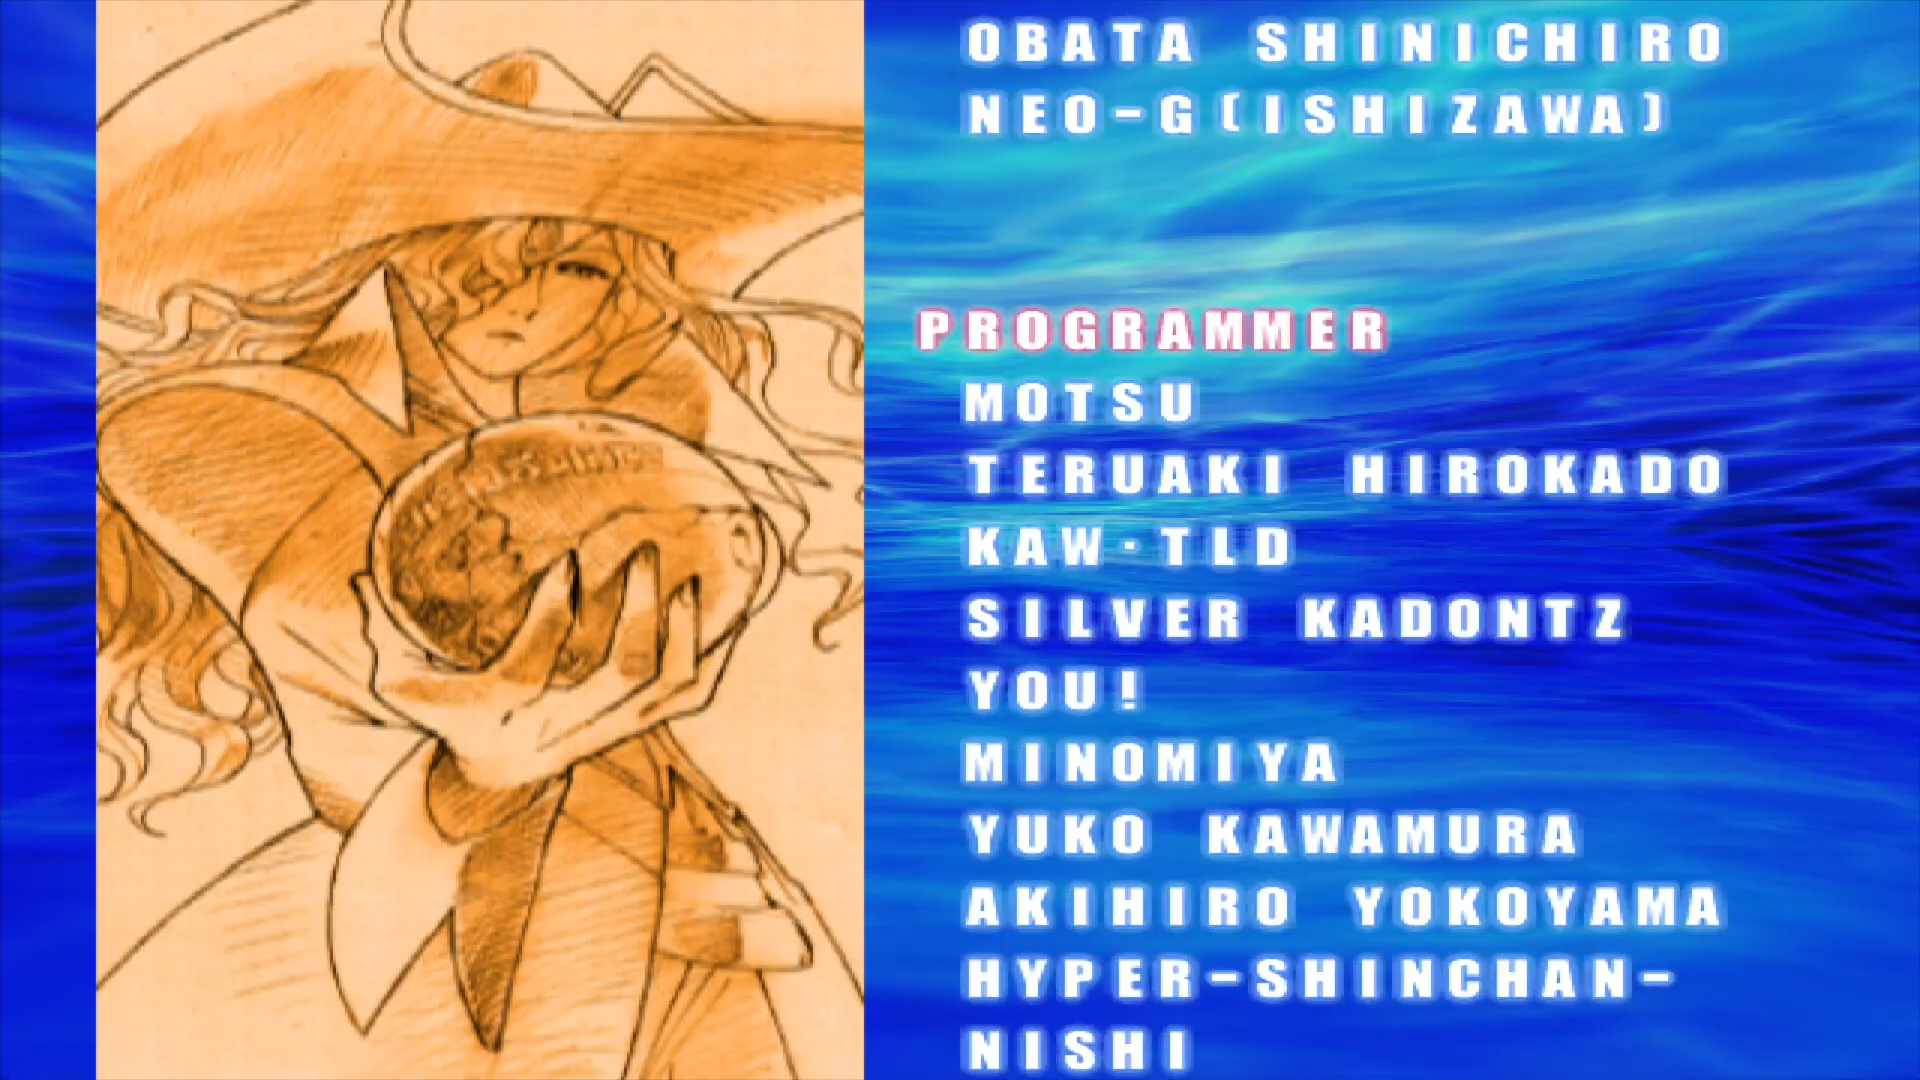 OBATA SHINICHIRO
NEO-G(ISHIZAWA)
PROGRAMMER
MOTSU
TERUAKI HIROKADO
KAW·TLD
SILVER KADONTZ
YOU!
MINOMIYA
YUKO KAWAMURA
AKIHIRO YOKOYAMA
HYPER-SHINCHAN-
NISHI